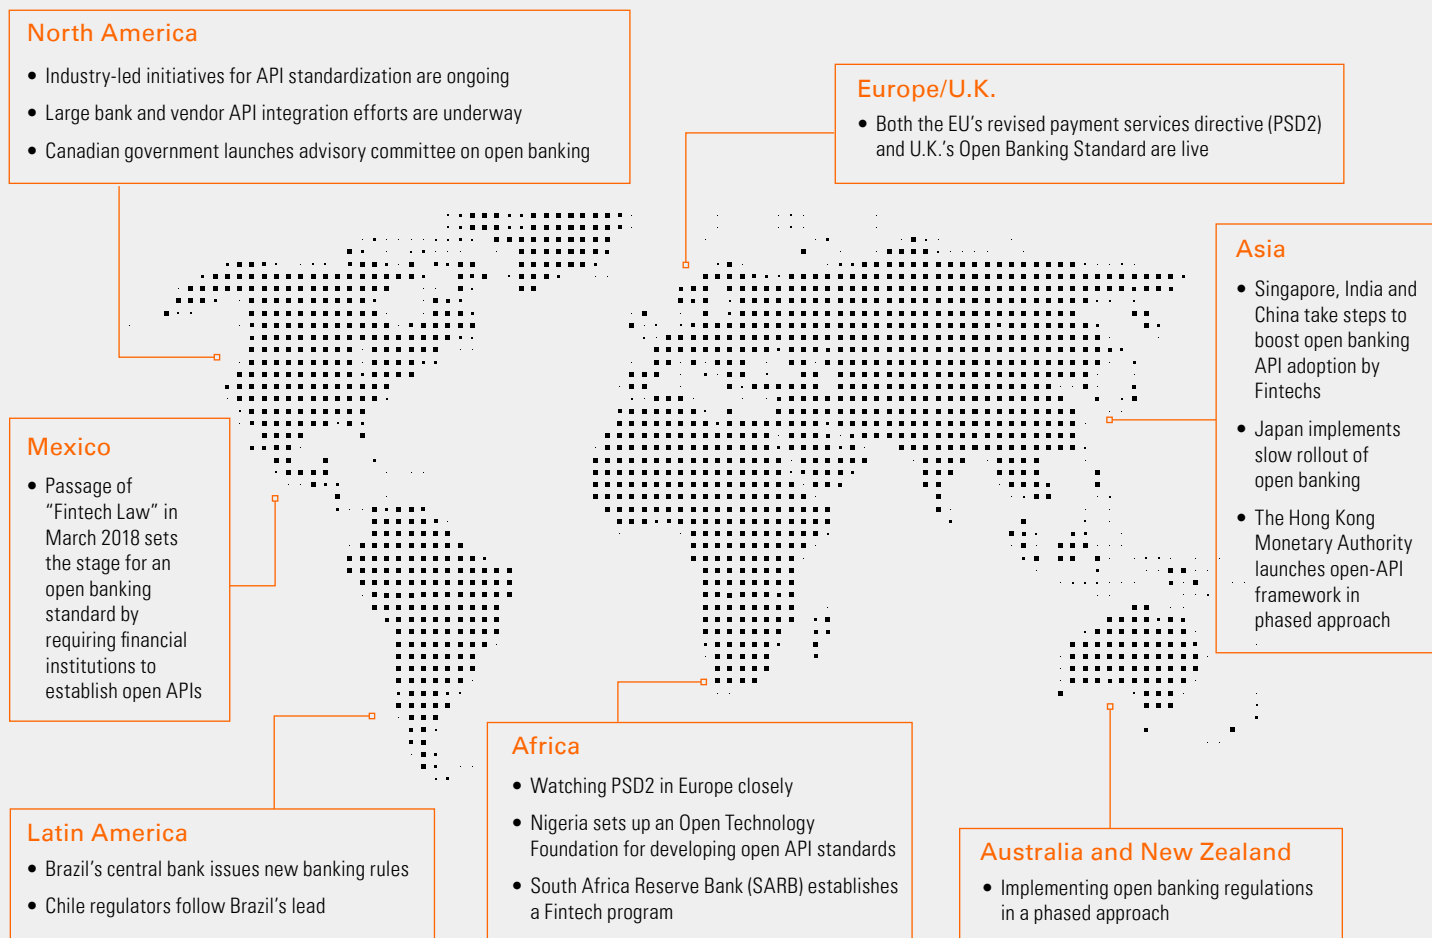 North America
• Industry-led initiatives for API standardization are ongoing
• Large bank and vendor API integration efforts are underway
• Canadian government launches advisory committee on open banking
Europe/U.K.
• Both the EU's revised payment services directive (PSD2)
and U.K.'s Open Banking Standard are live
Asia
• Singapore, India and
China take steps to
boost open banking
API adoption by
Fintechs
• Japan implements
slow rollout of
open banking
• The Hong Kong
Monetary Authority
launches open-API
framework in
phased approach
Mexico
• Passage of
“Fintech Law” in
March 2018 sets
the stage for an
open banking
standard by
requiring financial
institutions to
establish open APIs
Latin America
• Brazil's central bank issues new banking rules
• Chile regulators follow Brazil's lead
Africa
• Watching PSD2 in Europe closely
• Nigeria sets up an Open Technology
Foundation for developing open API standards
• South Africa Reserve Bank (SARB) establishes
a Fintech program
Australia and New Zealand
• Implementing open banking regulations
in a phased approach